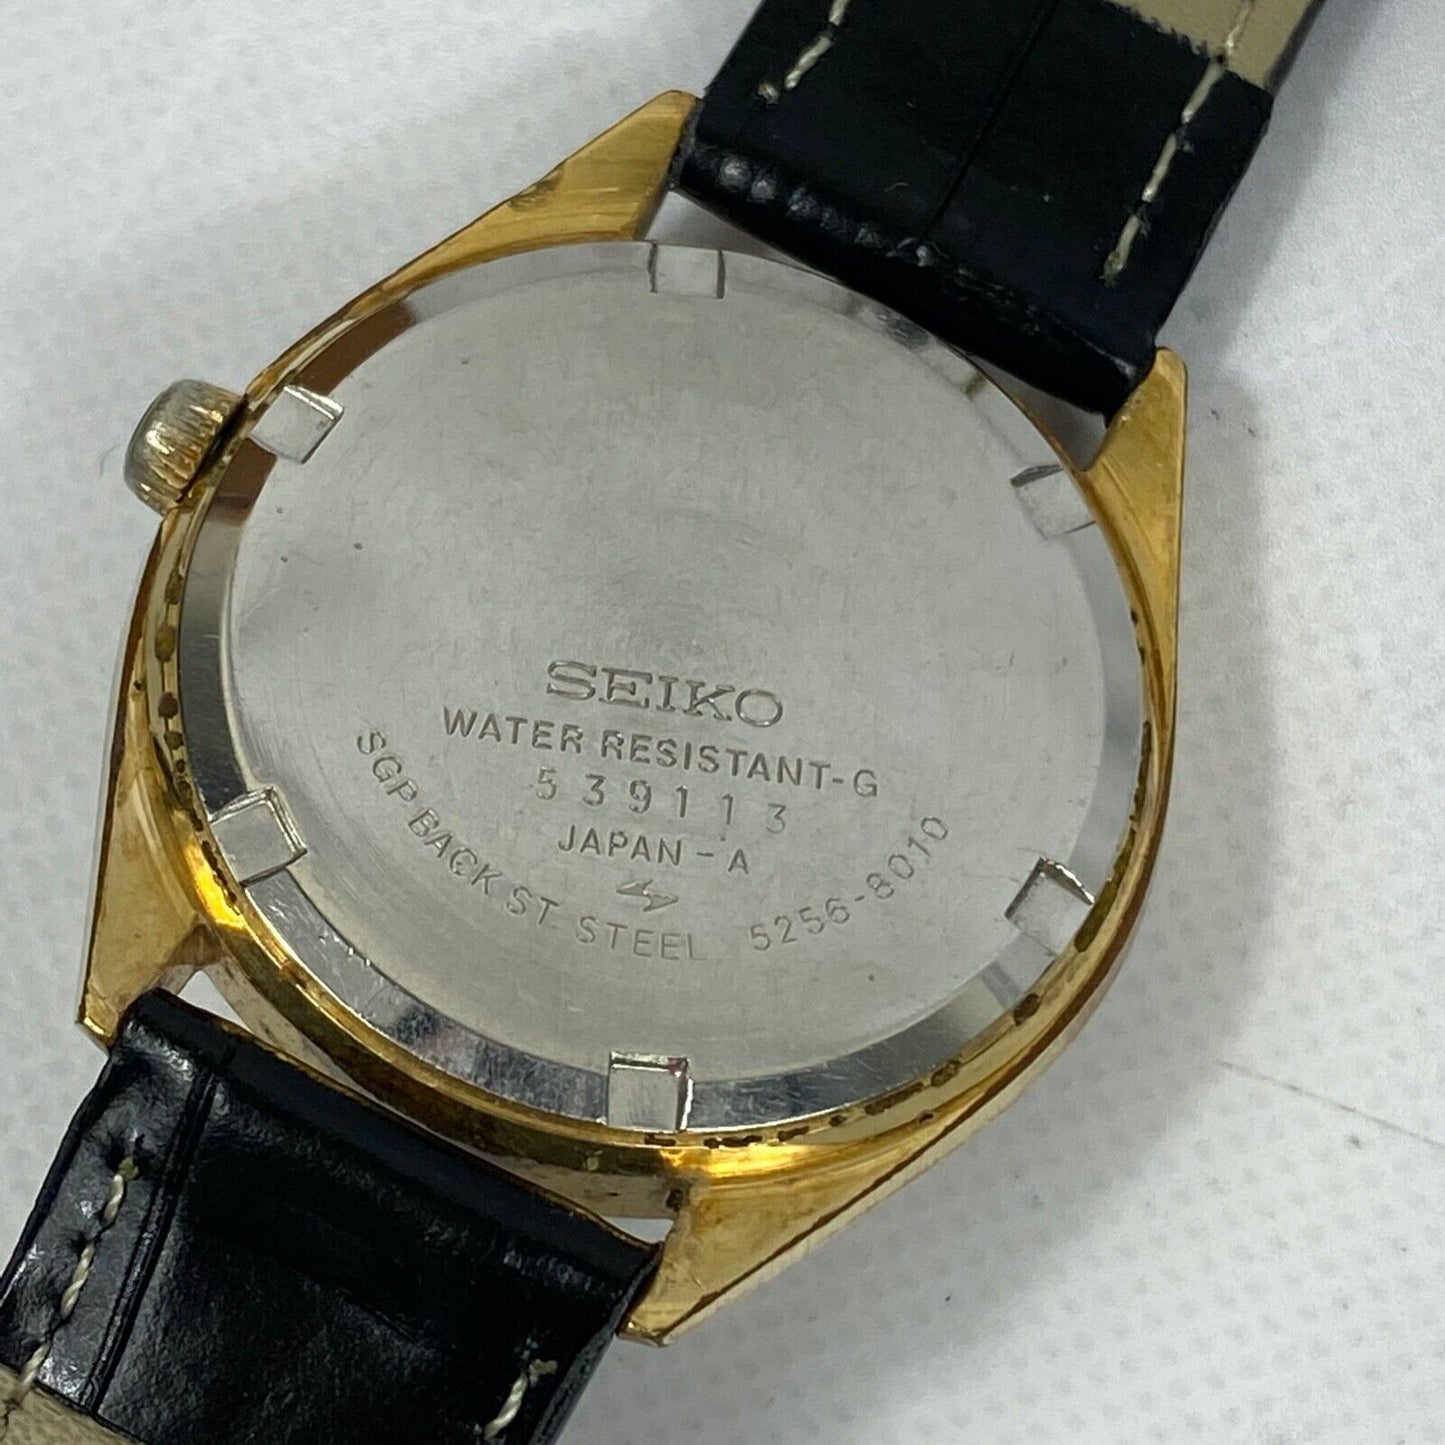 SEIKO
WATER RESISTANT-G
539113
JAPAN-A
SGP BACK ST. STEEL 5256-8010